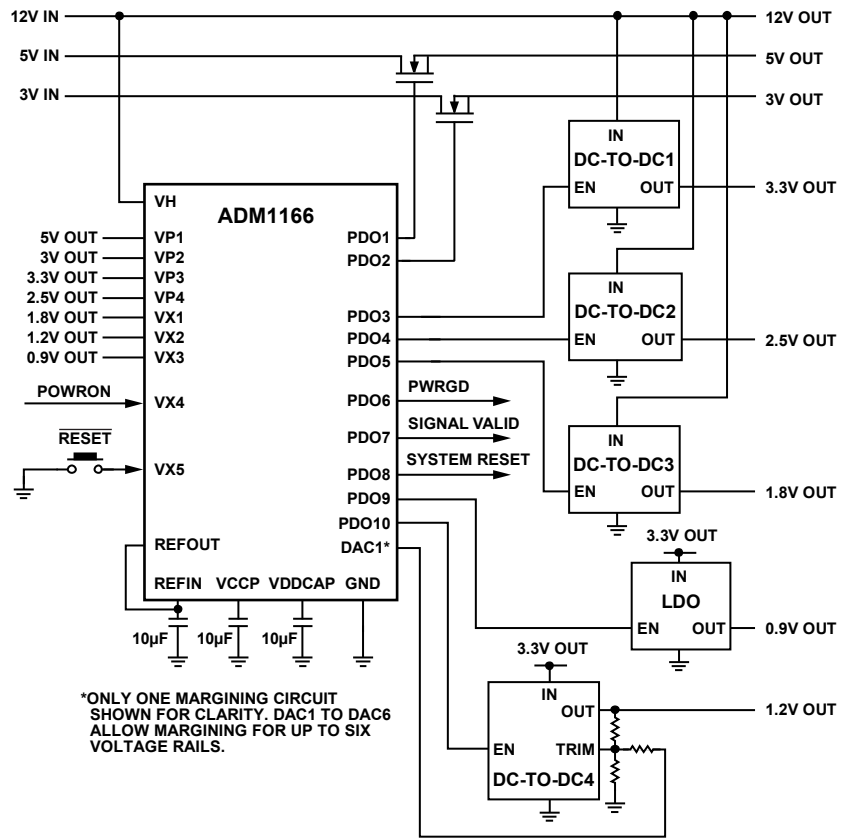 12V IN
12V OUT
5V IN
5V OUT
3V IN
3V OUT
IN
DC-TO-DC1
EN OUT
3.3V OUT
VH
ADM1166
5V OUT VP1
PDO1
3V OUT VP2
PDO2
3.3V OUT VP3
2.5V OUT VP4
1.8V OUT VX1
PDO3
1.2V OUT VX2
PDO4
0.9V OUT VX3
PDO5
IN
DC-TO-DC2
EN OUT
2.5V OUT
POWRON
VX4
PDO6
PWRGD
PDO7
SIGNAL VALID
RESET
VX5
PDO8
SYSTEM RESET
IN
DC-TO-DC3
EN OUT
1.8V OUT
PDO9
PDO10
REFOUT
DAC1*
REFIN VCCP VDDCAP GND
10µF 10µF 10µF
3.3V OUT
IN
LDO
EN OUT
0.9V OUT
3.3V OUT
IN
OUT
1.2V OUT
EN TRIM
DC-TO-DC4
*ONLY ONE MARGINING CIRCUIT
SHOWN FOR CLARITY. DAC1 TO DAC6
ALLOW MARGINING FOR UP TO SIX
VOLTAGE RAILS.